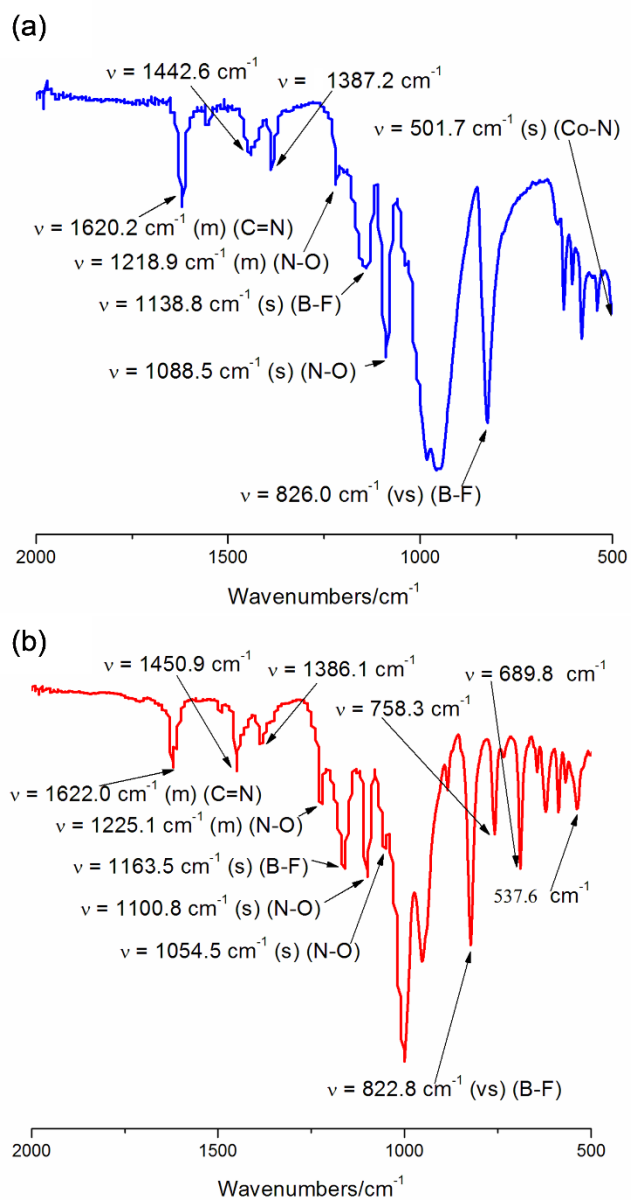 (a)
ν = 1442.6 cm⁻¹
ν = 1387.2 cm⁻¹
ν = 501.7 cm⁻¹ (s) (Co-N)
ν = 1620.2 cm⁻¹ (m) (C=N)
ν = 1218.9 cm⁻¹ (m) (N-O)
ν = 1138.8 cm⁻¹ (s) (B-F)
ν = 1088.5 cm⁻¹ (s) (N-O)
ν = 826.0 cm⁻¹ (vs) (B-F)
2000 1500 1000 500
Wavenumbers/cm⁻¹
(b)
ν = 1450.9 cm⁻¹
ν = 1386.1 cm⁻¹
ν = 689.8 cm⁻¹
ν = 758.3 cm⁻¹
ν = 1622.0 cm⁻¹ (m) (C=N)
ν = 1225.1 cm⁻¹ (m) (N-O)
ν = 1163.5 cm⁻¹ (s) (B-F)
537.6 cm⁻¹
ν = 1100.8 cm⁻¹ (s) (N-O)
ν = 1054.5 cm⁻¹ (s) (N-O)
ν = 822.8 cm⁻¹ (vs) (B-F)
2000 1500 1000 500
Wavenumbers/cm⁻¹